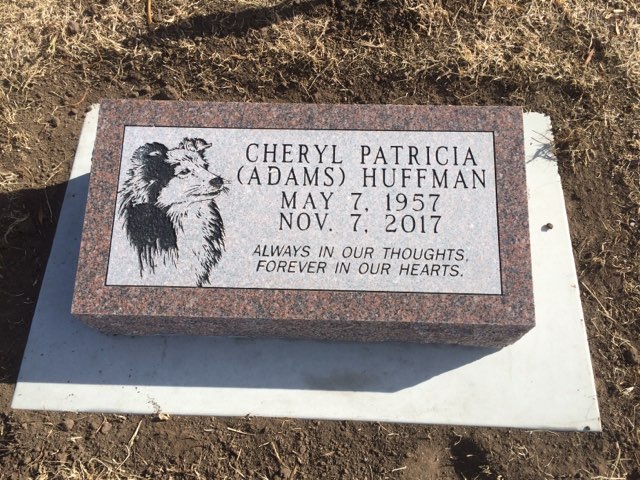 CHERYL PATRICIA
(ADAMS) HUFFMAN
MAY 7, 1957
NOV. 7, 2017
ALWAYS IN OUR THOUGHTS,
FOREVER IN OUR HEARTS.